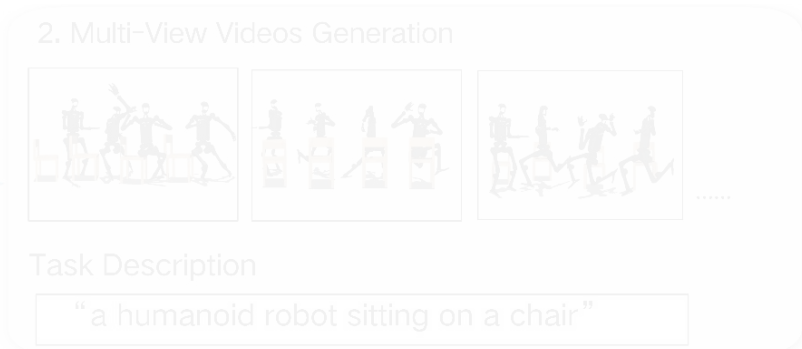 2. Multi-View Videos Generation
......
Task Description
“a humanoid robot sitting on a chair”